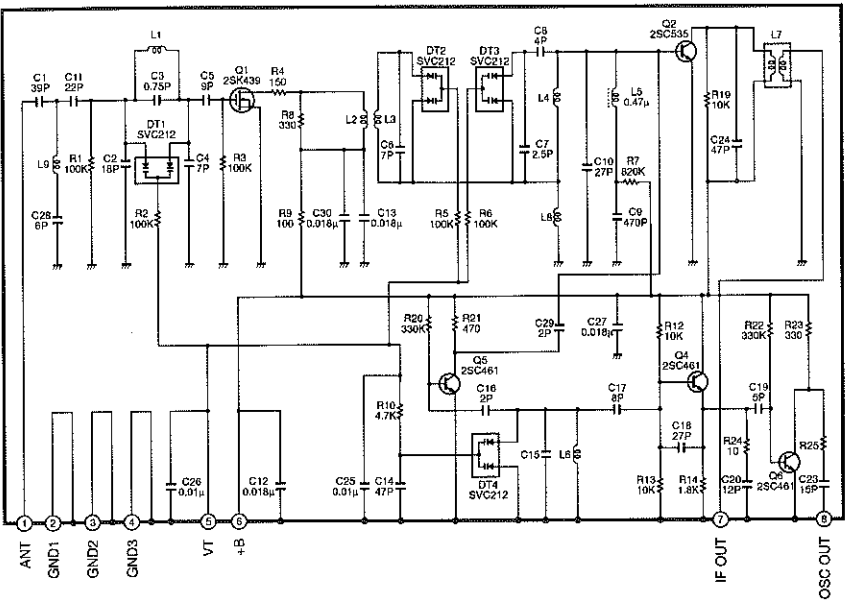 L1
C1
39P
C11
22P
C3
0.75P
C5
9P
Q1
2SK439
R4
150
R8
330
L2
L3
DT2
SVC212
DT3
SVC212
C8
4P
Q2
2SC535
L7
L9
R1
100K
C2
18P
DT1
SVC212
C4
7P
R3
100K
C6
7P
C7
2.5P
L4
L5
0.47μ
R19
10K
C24
47P
C28
6P
R2
100K
R9
100
C30
0.018μ
C13
0.018μ
R5
100K
R6
100K
L8
C10
27P
R7
820K
C9
470P
R20
330K
R21
470
C29
2P
C27
0.018μ
R12
10K
Q4
2SC461
R22
330K
R23
330
Q5
2SC461
C16
2P
C17
8P
C19
5P
R10
4.7K
C18
27P
R24
10
R25
Q6
2SC461
C26
0.01μ
C12
0.018μ
C25
0.01μ
C14
47P
DT4
SVC212
C15
L6
R13
10K
R14
1.8K
C20
12P
C23
15P
1
2
3
4
5
6
7
8
ANT
GND1
GND2
GND3
VT
+B
IF OUT
OSC OUT